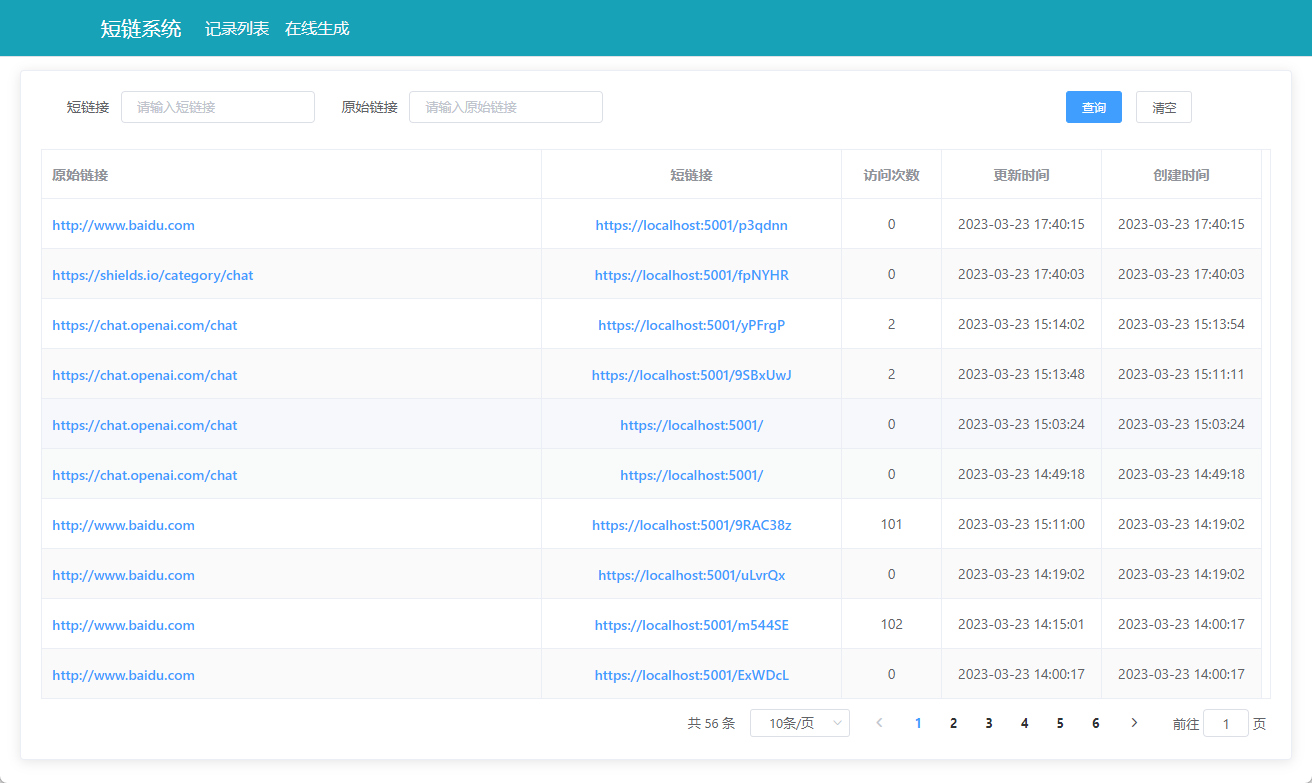 短链系统 记录列表 在线生成
短链接 请输入短链接 原始链接 请输入原始链接 查询 清空
原始链接 短链接 访问次数 更新时间 创建时间
http://www.baidu.com https://localhost:5001/p3qdnn 0 2023-03-23 17:40:15 2023-03-23 17:40:15
https://shields.io/category/chat https://localhost:5001/fpNYHR 0 2023-03-23 17:40:03 2023-03-23 17:40:03
https://chat.openai.com/chat https://localhost:5001/yPFrgP 2 2023-03-23 15:14:02 2023-03-23 15:13:54
https://chat.openai.com/chat https://localhost:5001/9SBxUwJ 2 2023-03-23 15:13:48 2023-03-23 15:11:11
https://chat.openai.com/chat https://localhost:5001/ 0 2023-03-23 15:03:24 2023-03-23 15:03:24
https://chat.openai.com/chat https://localhost:5001/ 0 2023-03-23 14:49:18 2023-03-23 14:49:18
http://www.baidu.com https://localhost:5001/9RAC38z 101 2023-03-23 15:11:00 2023-03-23 14:19:02
http://www.baidu.com https://localhost:5001/uLvrQx 0 2023-03-23 14:19:02 2023-03-23 14:19:02
http://www.baidu.com https://localhost:5001/m544SE 102 2023-03-23 14:15:01 2023-03-23 14:00:17
http://www.baidu.com https://localhost:5001/ExWDcL 0 2023-03-23 14:00:17 2023-03-23 14:00:17
共 56 条 10条/页 1 2 3 4 5 6 前往 1 页